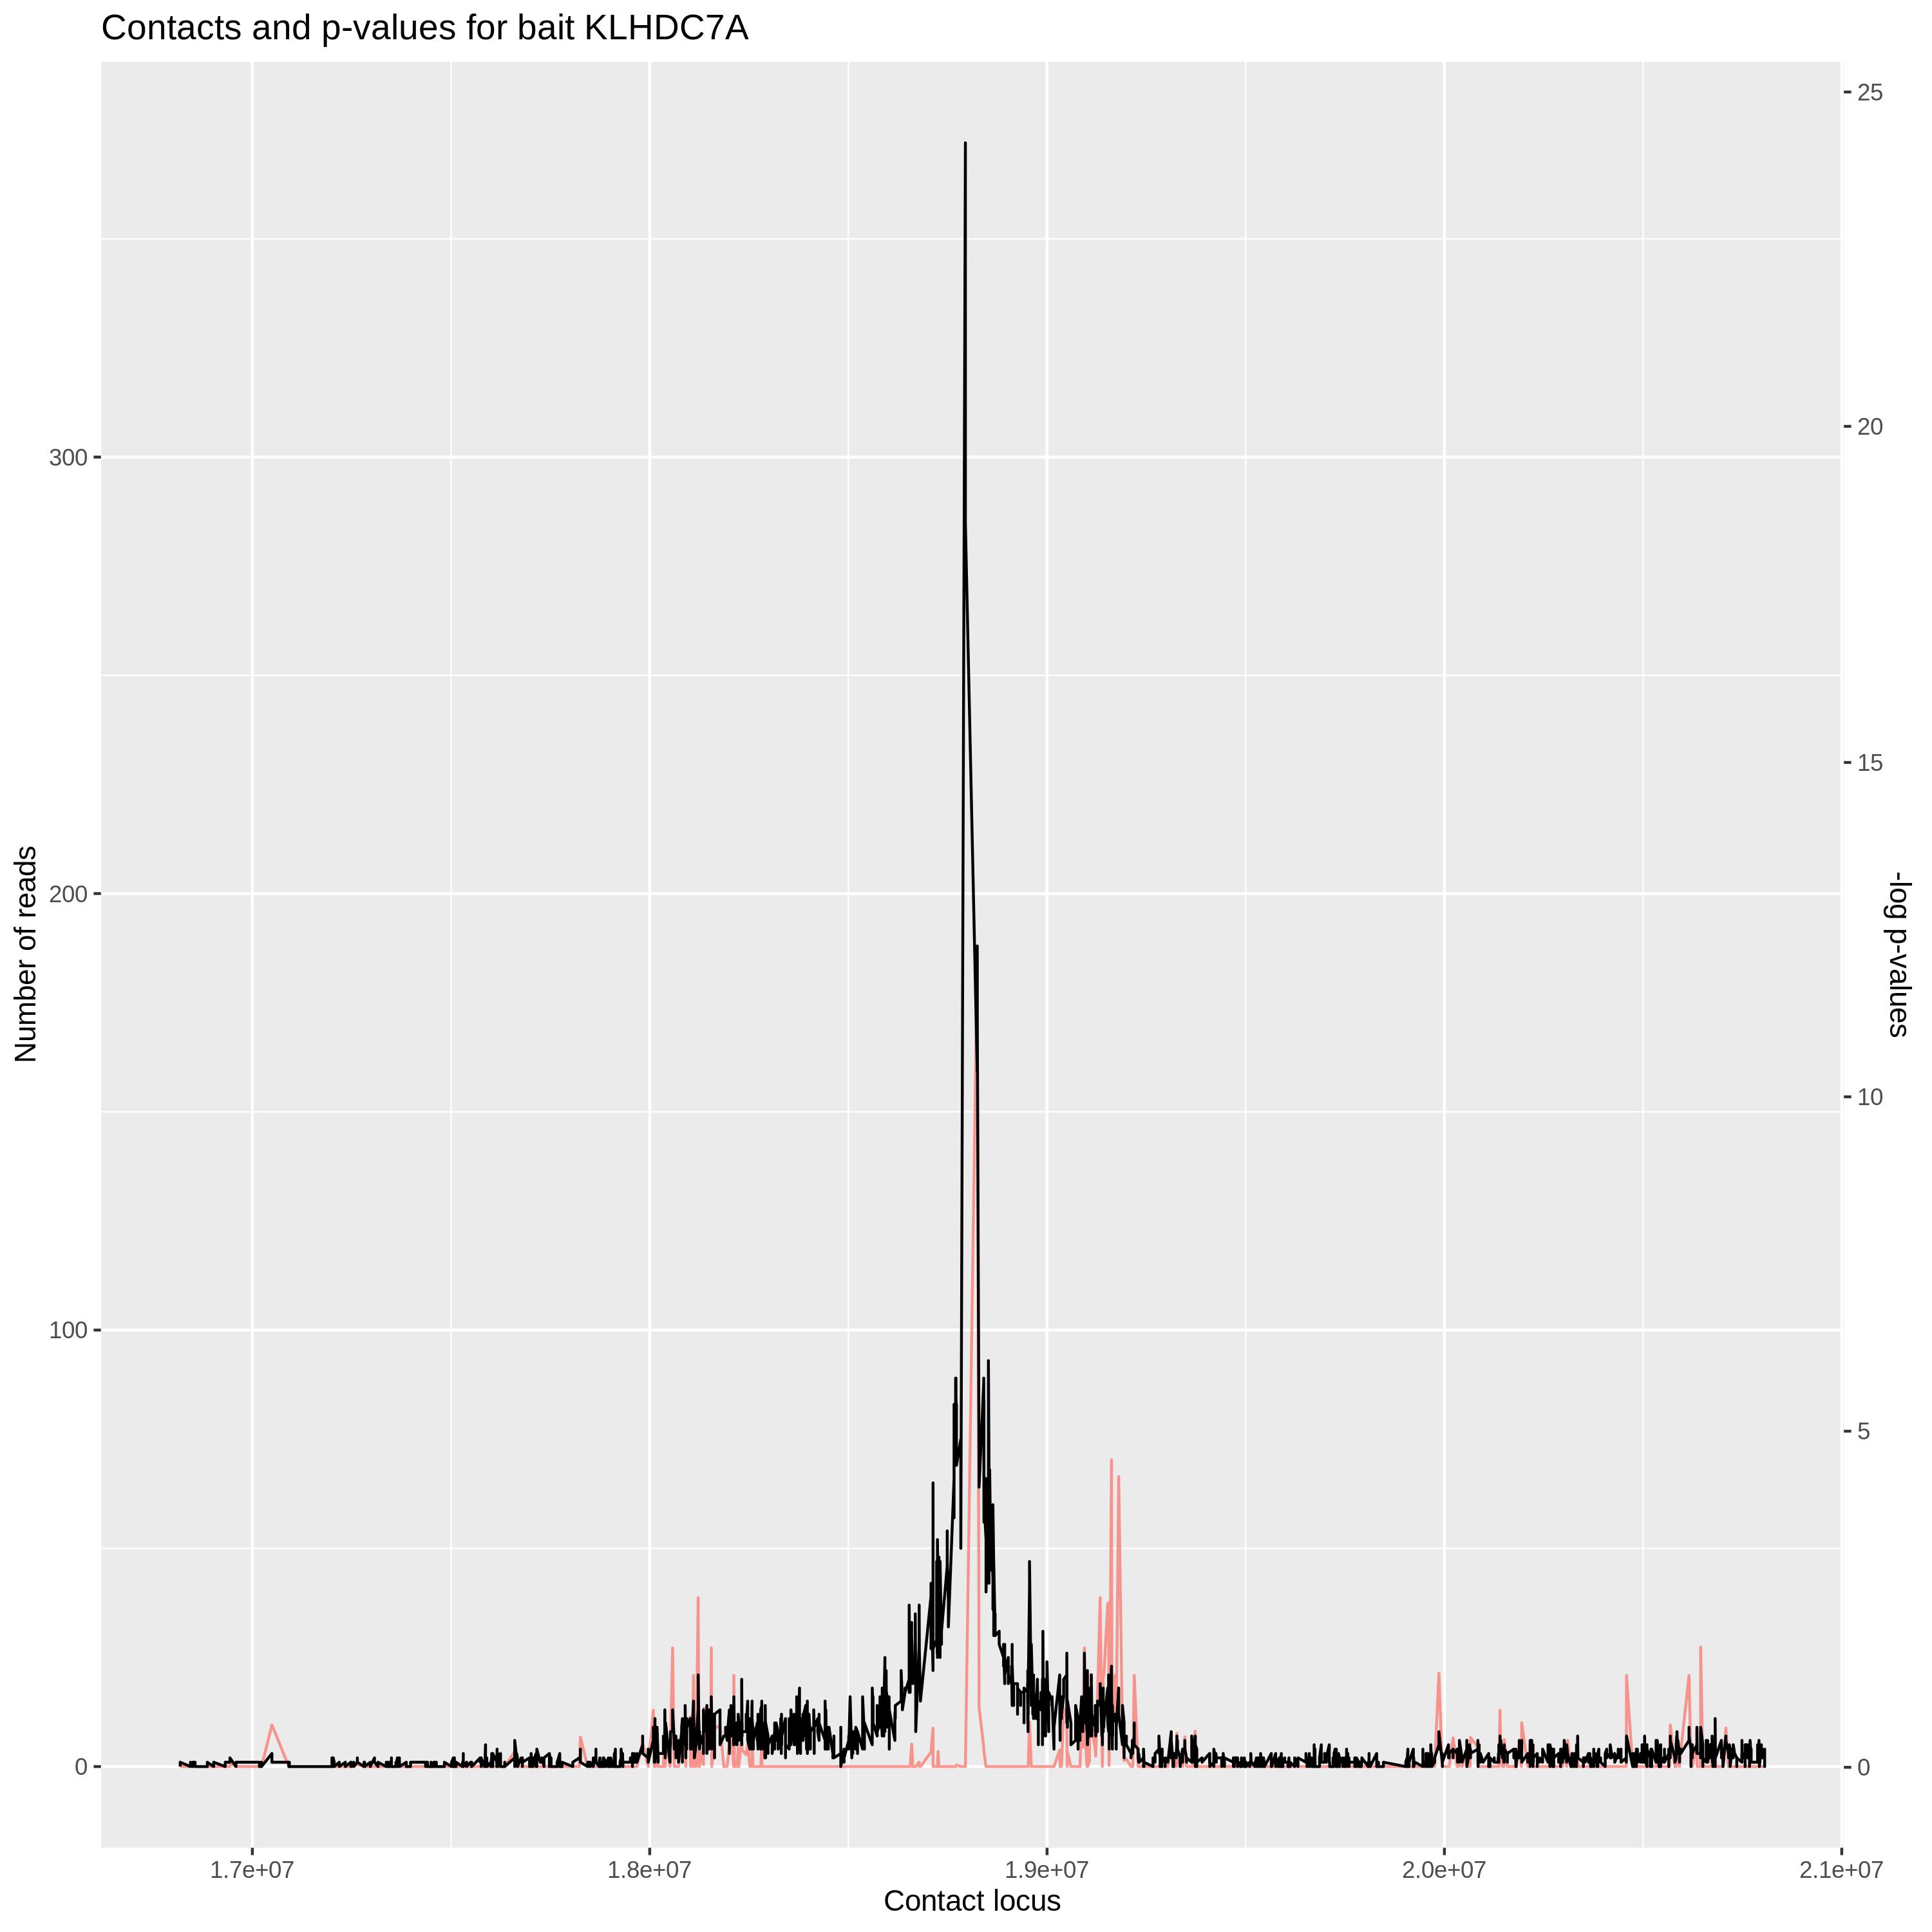 Contacts and p-values for bait KLHDC7A
25
20
300
15
200
10
100
5
0
0
Number of reads
-log p-values
1.7e+07
1.8e+07
1.9e+07
2.0e+07
2.1e+07
Contact locus